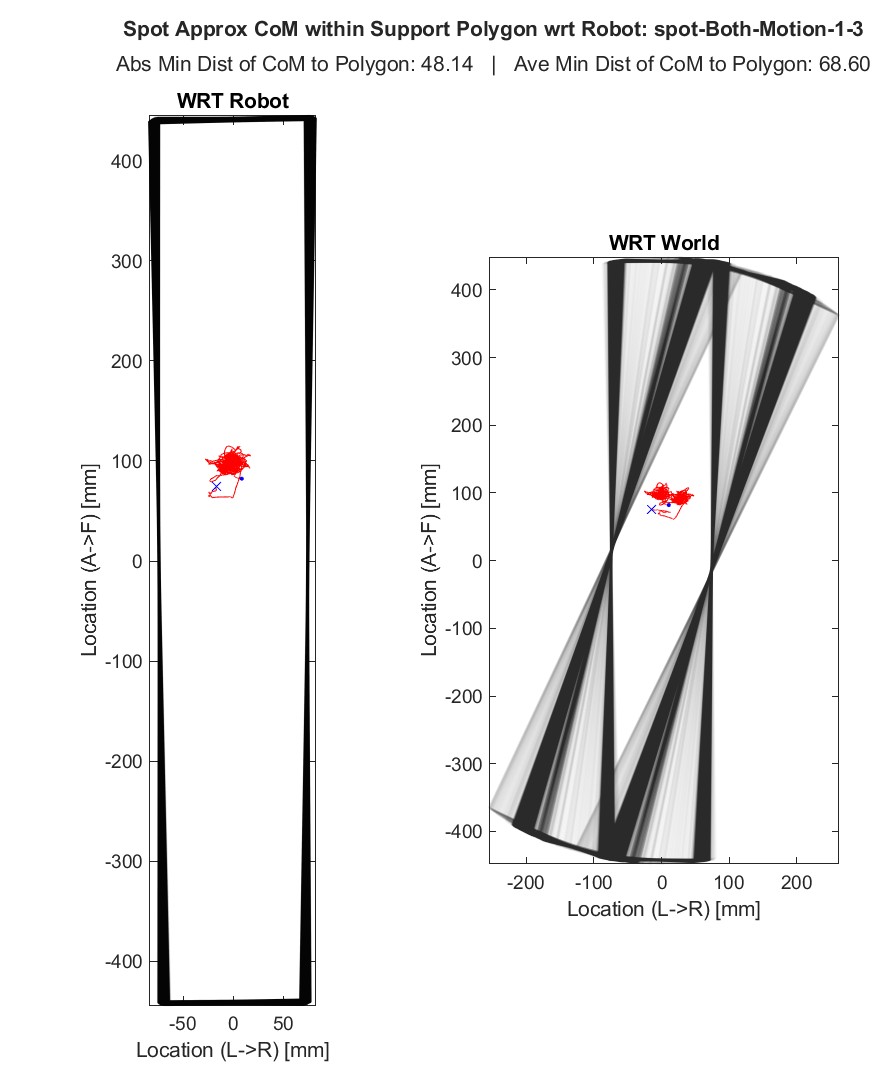 Spot Approx CoM within Support Polygon wrt Robot: spot-Both-Motion-1-3
Abs Min Dist of CoM to Polygon: 48.14 | Ave Min Dist of CoM to Polygon: 68.60
WRT Robot
400
300
200
100
0
-100
-200
-300
-400
Location (A->F) [mm]
-50 0 50
Location (L->R) [mm]
WRT World
400
300
200
100
0
-100
-200
-300
-400
Location (A->F) [mm]
-200 -100 0 100 200
Location (L->R) [mm]